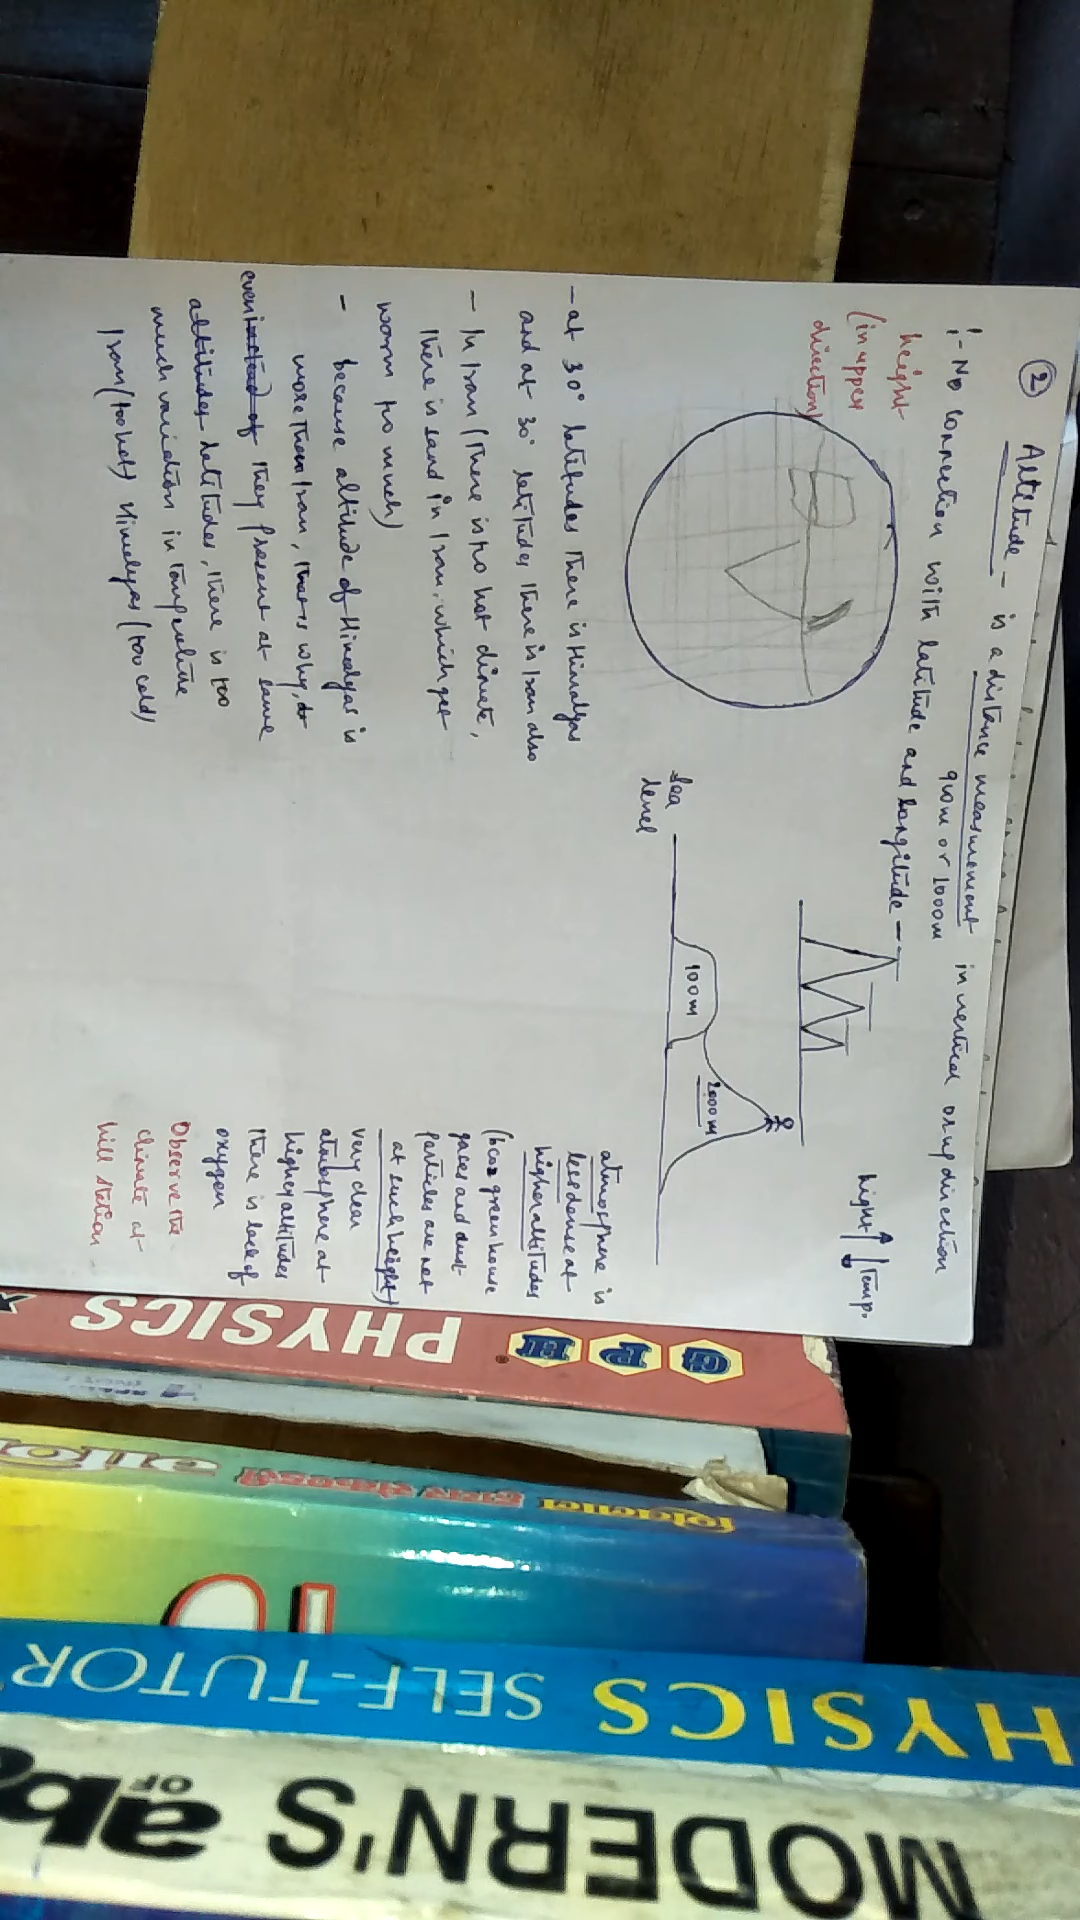 ② Altitude - is a distance measurement in vertical or up direction
900m or 1000m
:- No connection with latitude and longitude -
height
(in upper
direction)
height↑ ↓Temp.
Sea
level
100m
2000m
- at 30° latitudes there is Himalyas
and at 30° latitudes there is Iran also
- In Iran (There is too hot climate,
there is sand in Iran, which get
warm too much)
- because altitude of Himalyas is
more than Iran, that is why,
they present at same
altitudes latitudes, there is too
much variation in temperature
Iran (too hot) Himalyas (too cold)
atmosphere is
less dense at
higher altitudes
(bcoz green house
gases and dust
particles are not
at such height)
very clear
atmosphere at
higher altitudes
there is lack of
oxygen
Observe the
climate at
hill station
GPH
PHYSICS
10
PHYSICS SELF-TUTOR
MODERN'S
OF